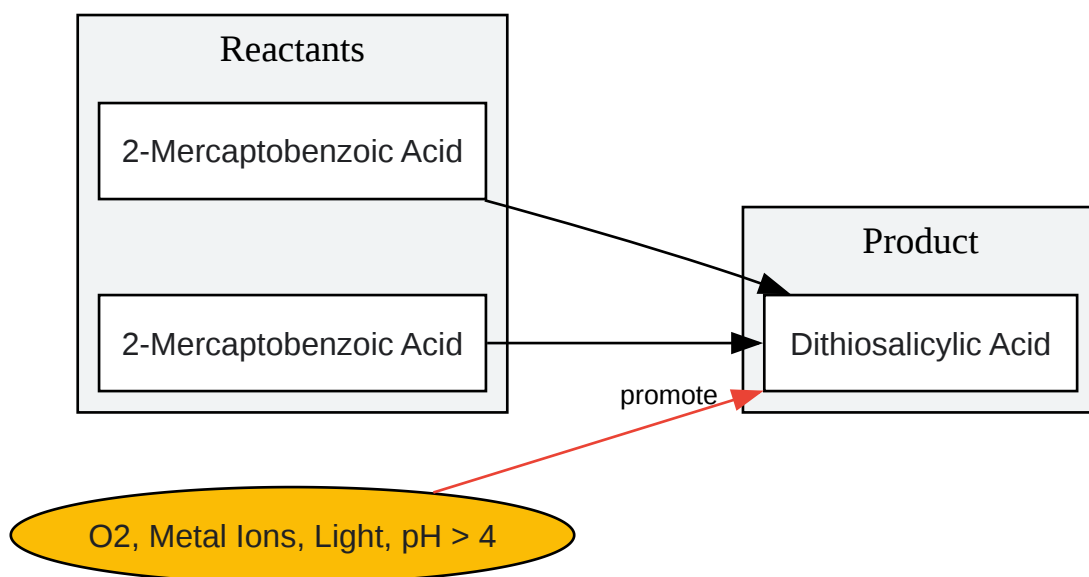 Reactants
2-Mercaptobenzoic Acid
2-Mercaptobenzoic Acid
Product
Dithiosalicylic Acid
promote
O2, Metal Ions, Light, pH > 4